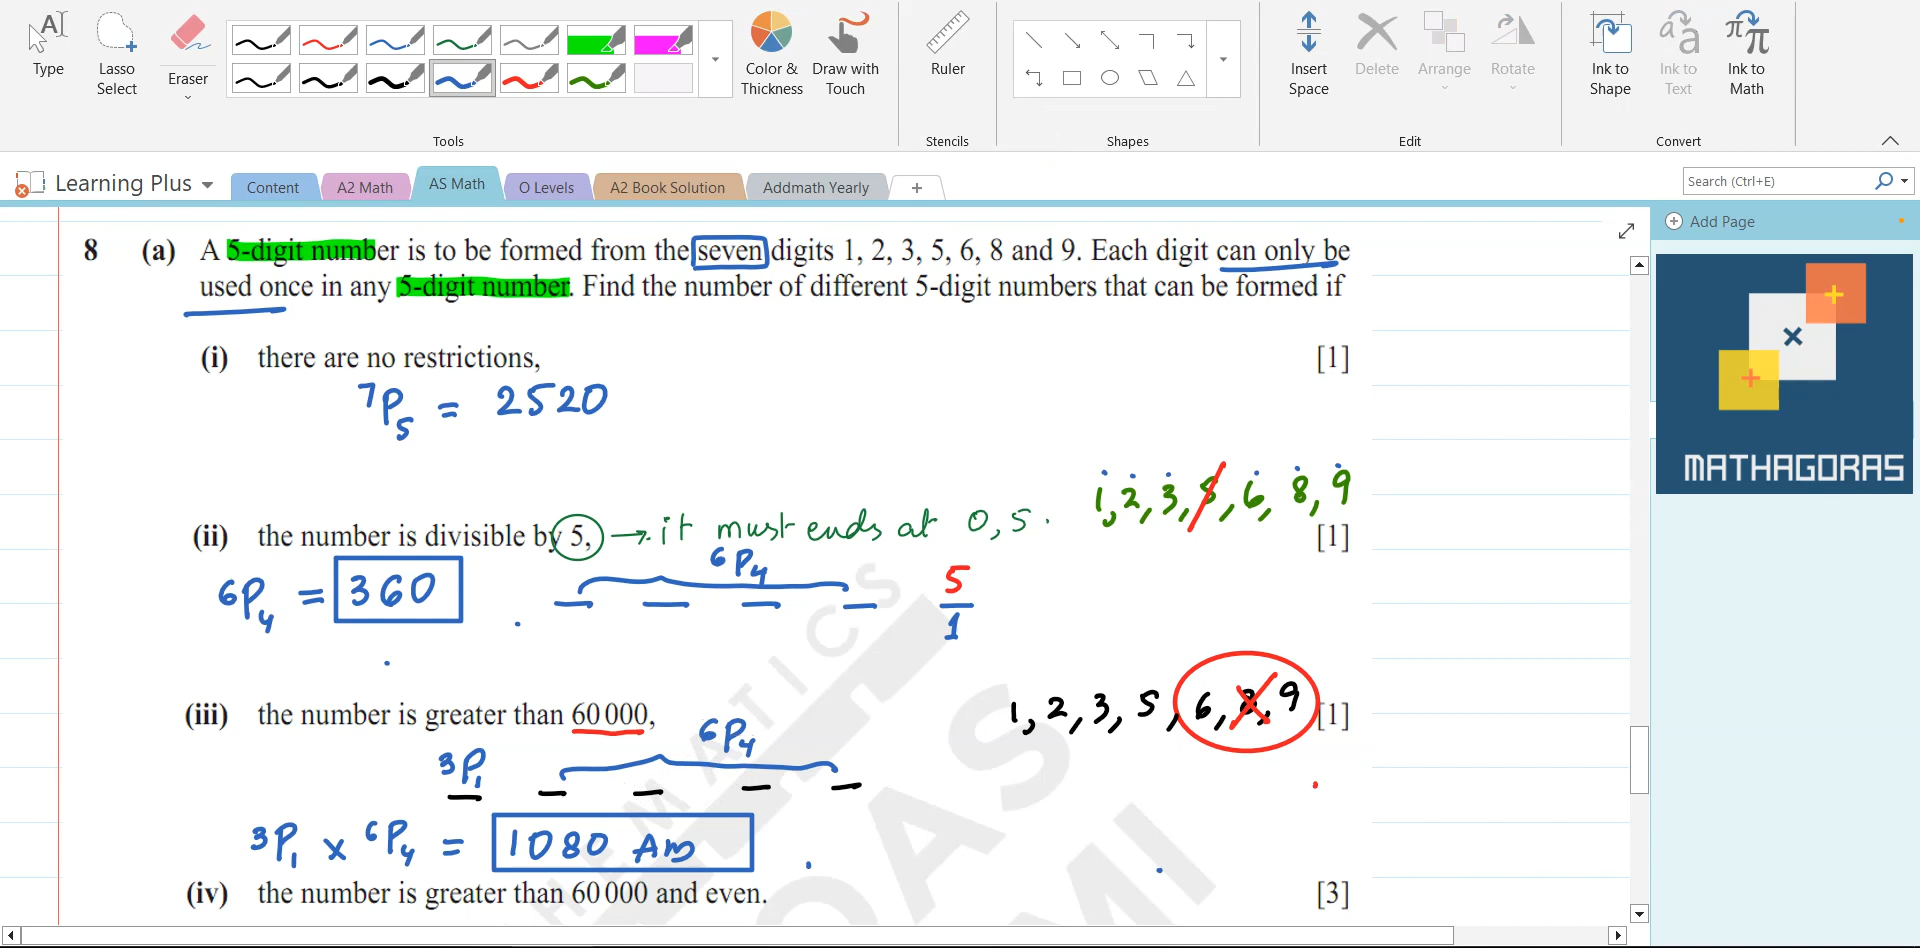 Type
Lasso Select
Eraser
Color & Thickness
Draw with Touch
Ruler
Insert Space
Delete
Arrange
Rotate
Ink to Shape
Ink to Text
Ink to Math
Tools
Stencils
Shapes
Edit
Convert
Learning Plus
Content
A2 Math
AS Math
O Levels
A2 Book Solution
Addmath Yearly
Search (Ctrl+E)
Add Page
8 (a) A 5-digit number is to be formed from the seven digits 1, 2, 3, 5, 6, 8 and 9. Each digit can only be
used once in any 5-digit number. Find the number of different 5-digit numbers that can be formed if
(i) there are no restrictions, [1]
⁷P₅ = 2520
MATHAGORAS
1, 2, 3, 5, 6, 8, 9
(ii) the number is divisible by 5, → it must ends at 0, 5. [1]
⁶P₄
⁶P₄ = 360
5
1
1, 2, 3, 5, 6, 8, 9
(iii) the number is greater than 60 000, [1]
⁶P₄
³P₁
³P₁ × ⁶P₄ = 1080 Ans
(iv) the number is greater than 60 000 and even. [3]